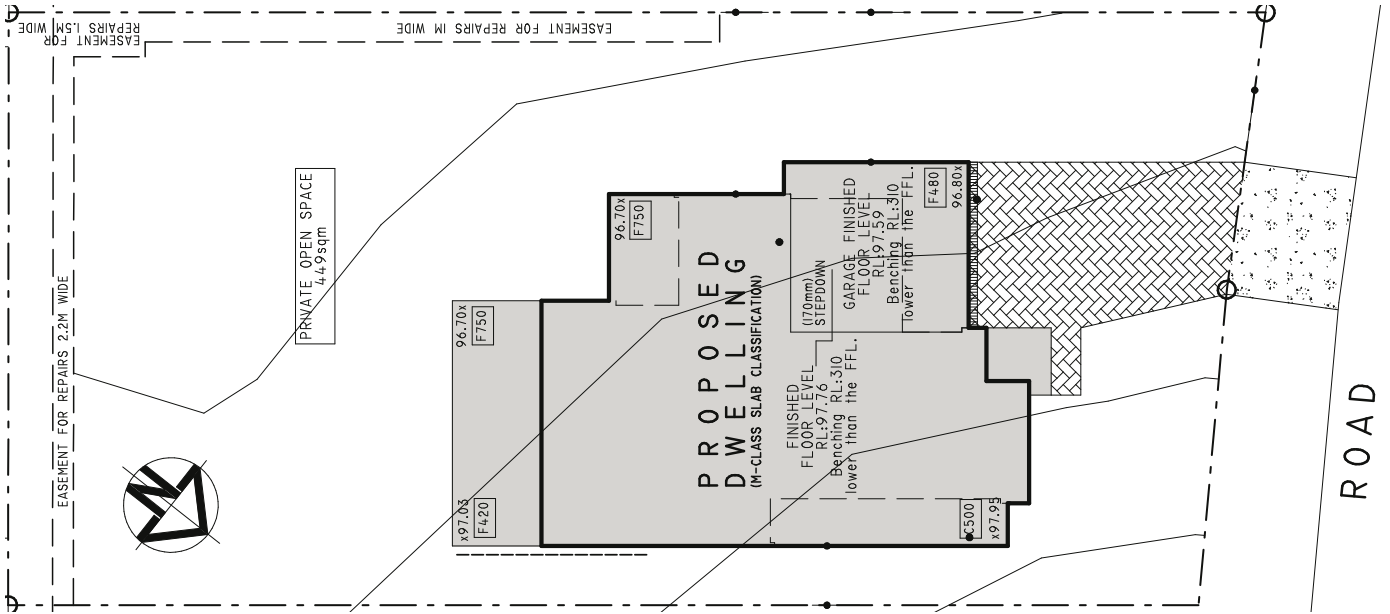 EASEMENT FOR
REPAIRS 1.5M WIDE
EASEMENT FOR REPAIRS 1M WIDE
PRIVATE OPEN SPACE
449sqm
EASEMENT FOR REPAIRS 2.2M WIDE
96.70x
F750
96.70x
F750
x97.03
F420
PROPOSED
DWELLING
(M-CLASS SLAB CLASSIFICATION)
GARAGE FINISHED
FLOOR LEVEL
RL:97.59
Benching RL:310
lower than the FFL.
F480
96.80x
(170mm)
STEPDOWN
FINISHED
FLOOR LEVEL
RL:97.76
Benching RL:310
lower than the FFL.
C500
x97.95
N
ROAD